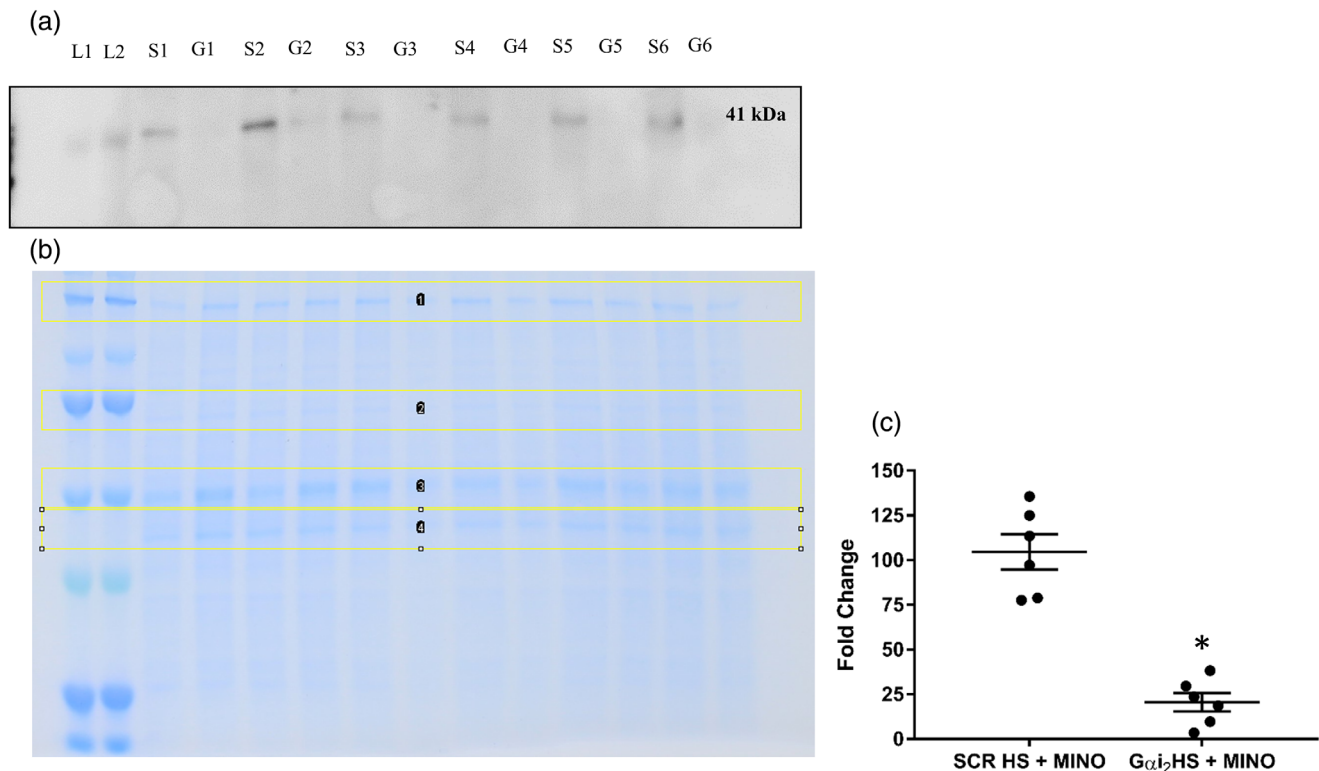 (a)
L1 L2 S1 G1 S2 G2 S3 G3 S4 G4 S5 G5 S6 G6
41 kDa
(b)
1
2
3
4
(c)
150
125
100
75
50
25
0
Fold Change
*
SCR HS + MINO Gαi₂HS + MINO